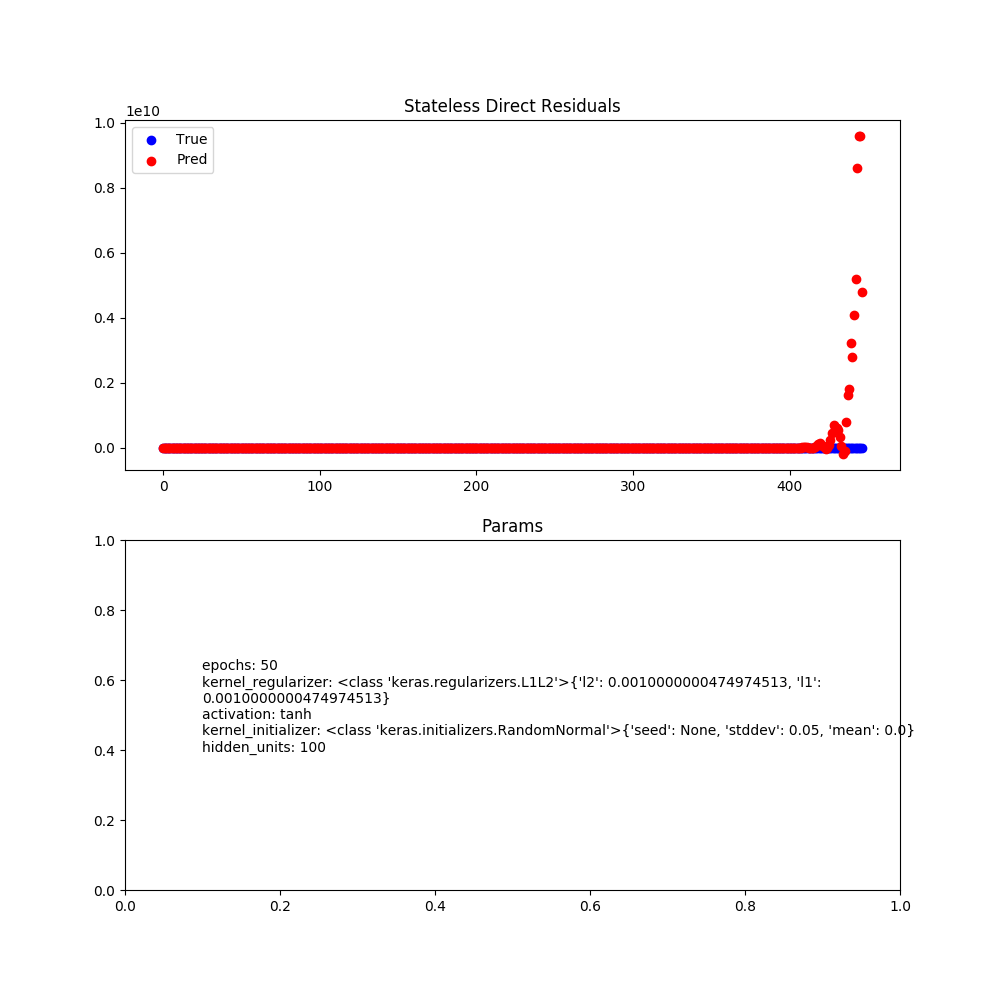 Stateless Direct Residuals
1e10
1.0
0.8
0.6
0.4
0.2
0.0
True
Pred
0 100 200 300 400
Params
1.0
0.8
0.6
0.4
0.2
0.0
epochs: 50
kernel_regularizer: <class 'keras.regularizers.L1L2'>{'l2': 0.0010000000474974513, 'l1':
0.0010000000474974513}
activation: tanh
kernel_initializer: <class 'keras.initializers.RandomNormal'>{'seed': None, 'stddev': 0.05, 'mean': 0.0}
hidden_units: 100
0.0 0.2 0.4 0.6 0.8 1.0